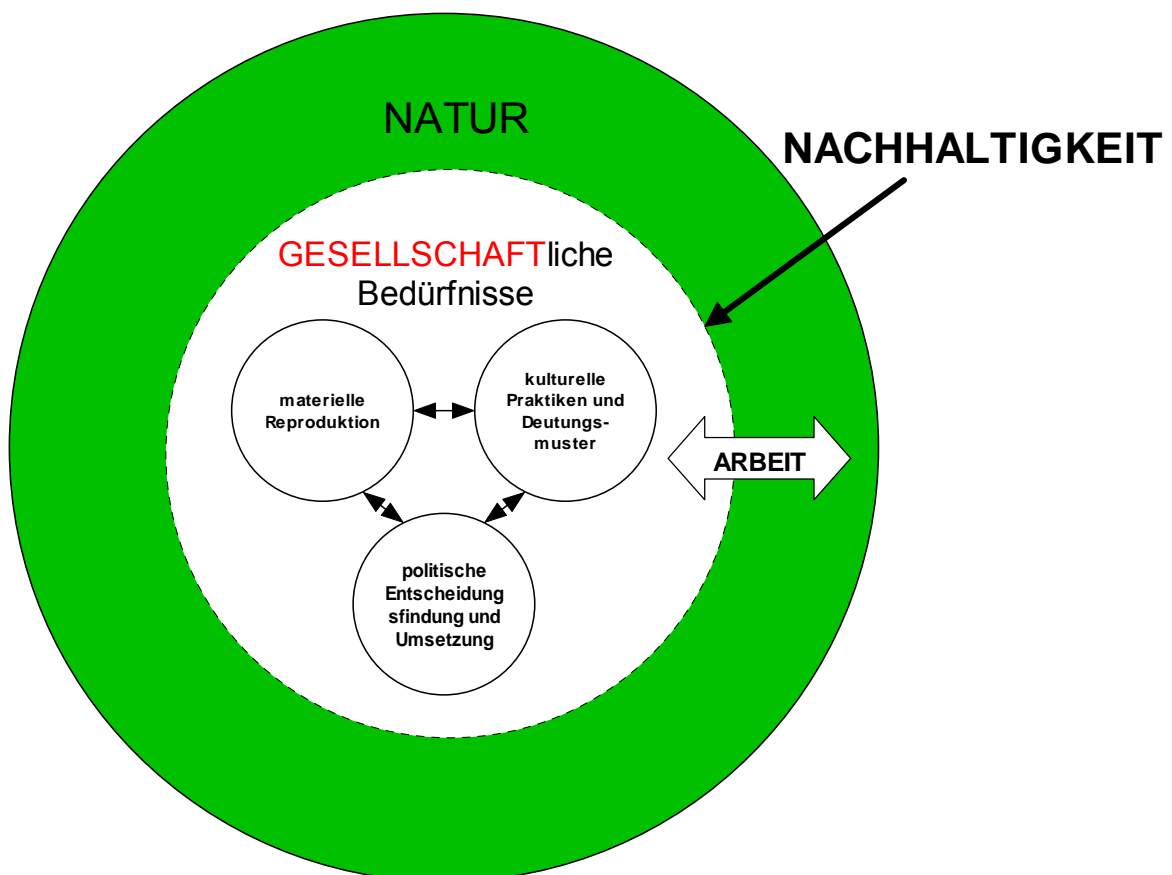 NATUR
NACHHALTIGKEIT
GESELLSCHAFTliche
Bedürfnisse
materielle
Reproduktion
kulturelle
Praktiken und
Deutungs-
muster
ARBEIT
politische
Entscheidung
sfindung und
Umsetzung